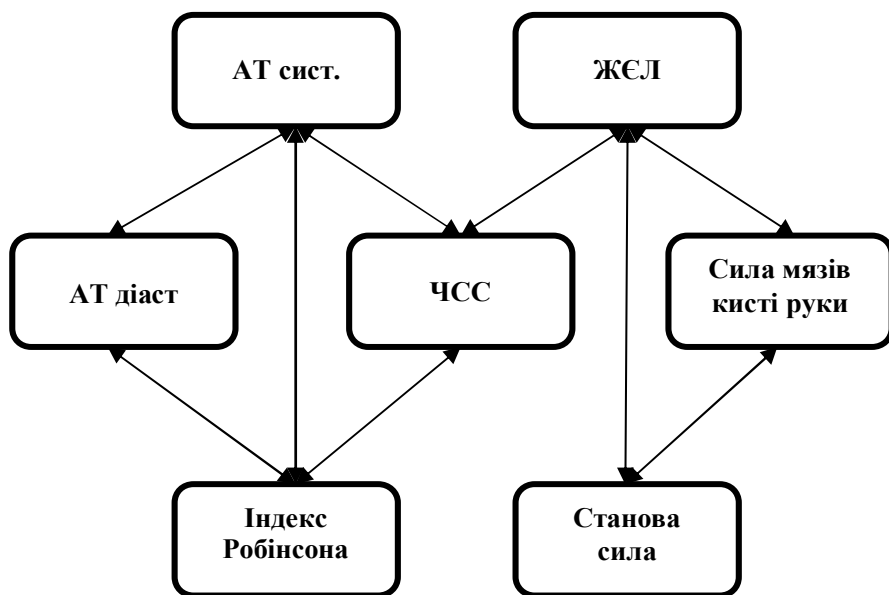 АТ сист.
ЖЄЛ
АТ діаст
ЧСС
Сила мязів
кисті руки
Індекс
Робінсона
Станова
сила